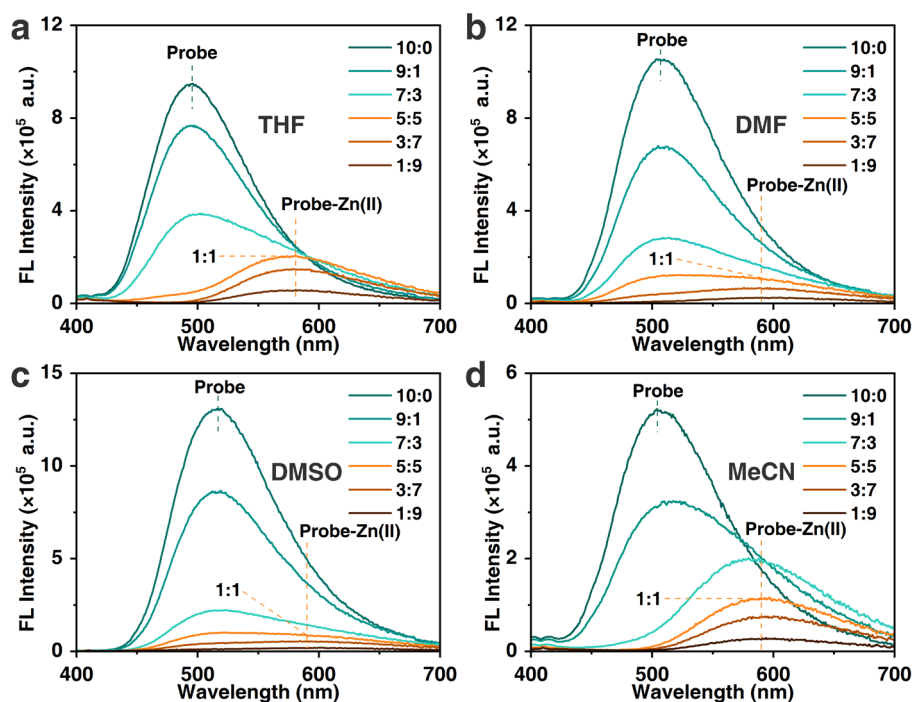 a
12
8
4
0
FL Intensity (×10⁵ a.u.)
Probe
THF
Probe-Zn(II)
1:1
10:0
9:1
7:3
5:5
3:7
1:9
400 500 600 700
Wavelength (nm)
b
12
8
4
0
FL Intensity (×10⁵ a.u.)
Probe
DMF
Probe-Zn(II)
1:1
10:0
9:1
7:3
5:5
3:7
1:9
400 500 600 700
Wavelength (nm)
c
15
10
5
0
FL Intensity (×10⁵ a.u.)
Probe
DMSO
Probe-Zn(II)
1:1
10:0
9:1
7:3
5:5
3:7
1:9
400 500 600 700
Wavelength (nm)
d
6
4
2
0
FL Intensity (×10⁵ a.u.)
Probe
MeCN
Probe-Zn(II)
1:1
10:0
9:1
7:3
5:5
3:7
1:9
400 500 600 700
Wavelength (nm)